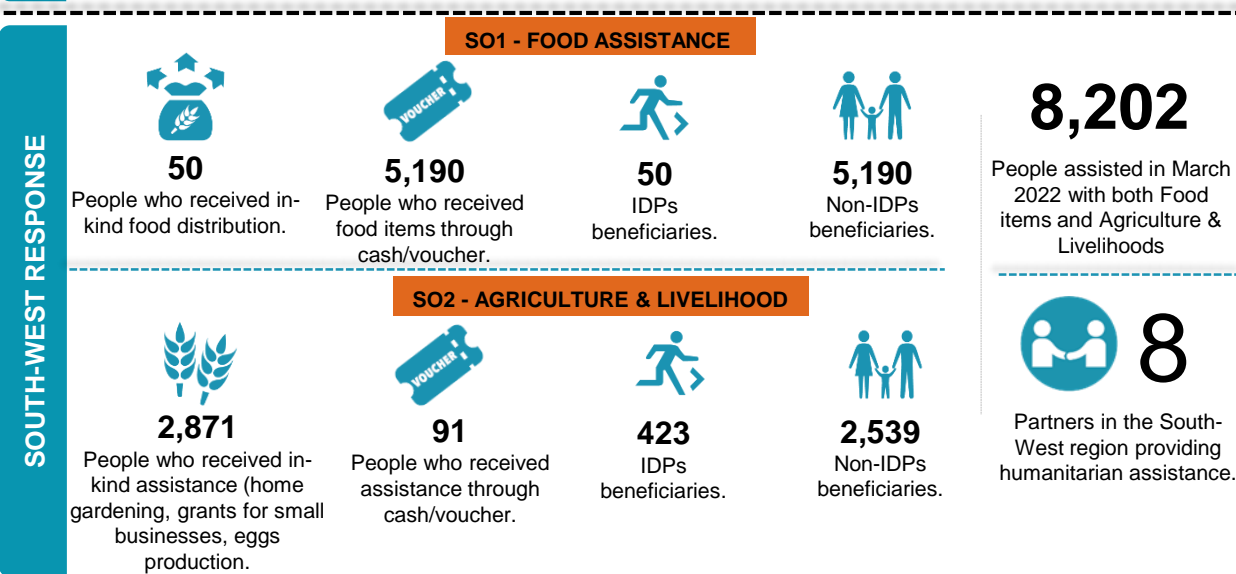 SOUTH-WEST RESPONSE
SO1 - FOOD ASSISTANCE
50
People who received in-
kind food distribution.
VOUCHER
5,190
People who received
food items through
cash/voucher.
50
IDPs
beneficiaries.
5,190
Non-IDPs
beneficiaries.
SO2 - AGRICULTURE & LIVELIHOOD
2,871
People who received in-
kind assistance (home
gardening, grants for small
businesses, eggs
production.
VOUCHER
91
People who received
assistance through
cash/voucher.
423
IDPs
beneficiaries.
2,539
Non-IDPs
beneficiaries.
8,202
People assisted in March
2022 with both Food
items and Agriculture &
Livelihoods
8
Partners in the South-
West region providing
humanitarian assistance.